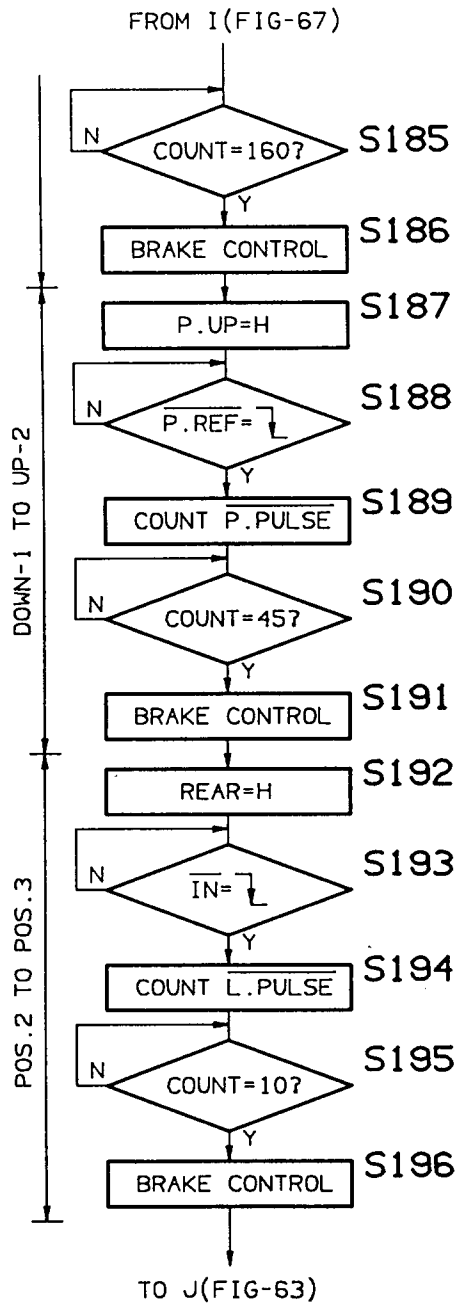 FROM I(FIG-67)
N
COUNT=160?
S185
Y
BRAKE CONTROL
S186
P.UP=H
S187
N
P.REF=
S188
Y
COUNT P.PULSE
S189
DOWN-1 TO UP-2
N
COUNT=45?
S190
Y
BRAKE CONTROL
S191
REAR=H
S192
N
IN=
S193
Y
COUNT L.PULSE
S194
POS.2 TO POS.3
N
COUNT=10?
S195
Y
BRAKE CONTROL
S196
TO J(FIG-63)